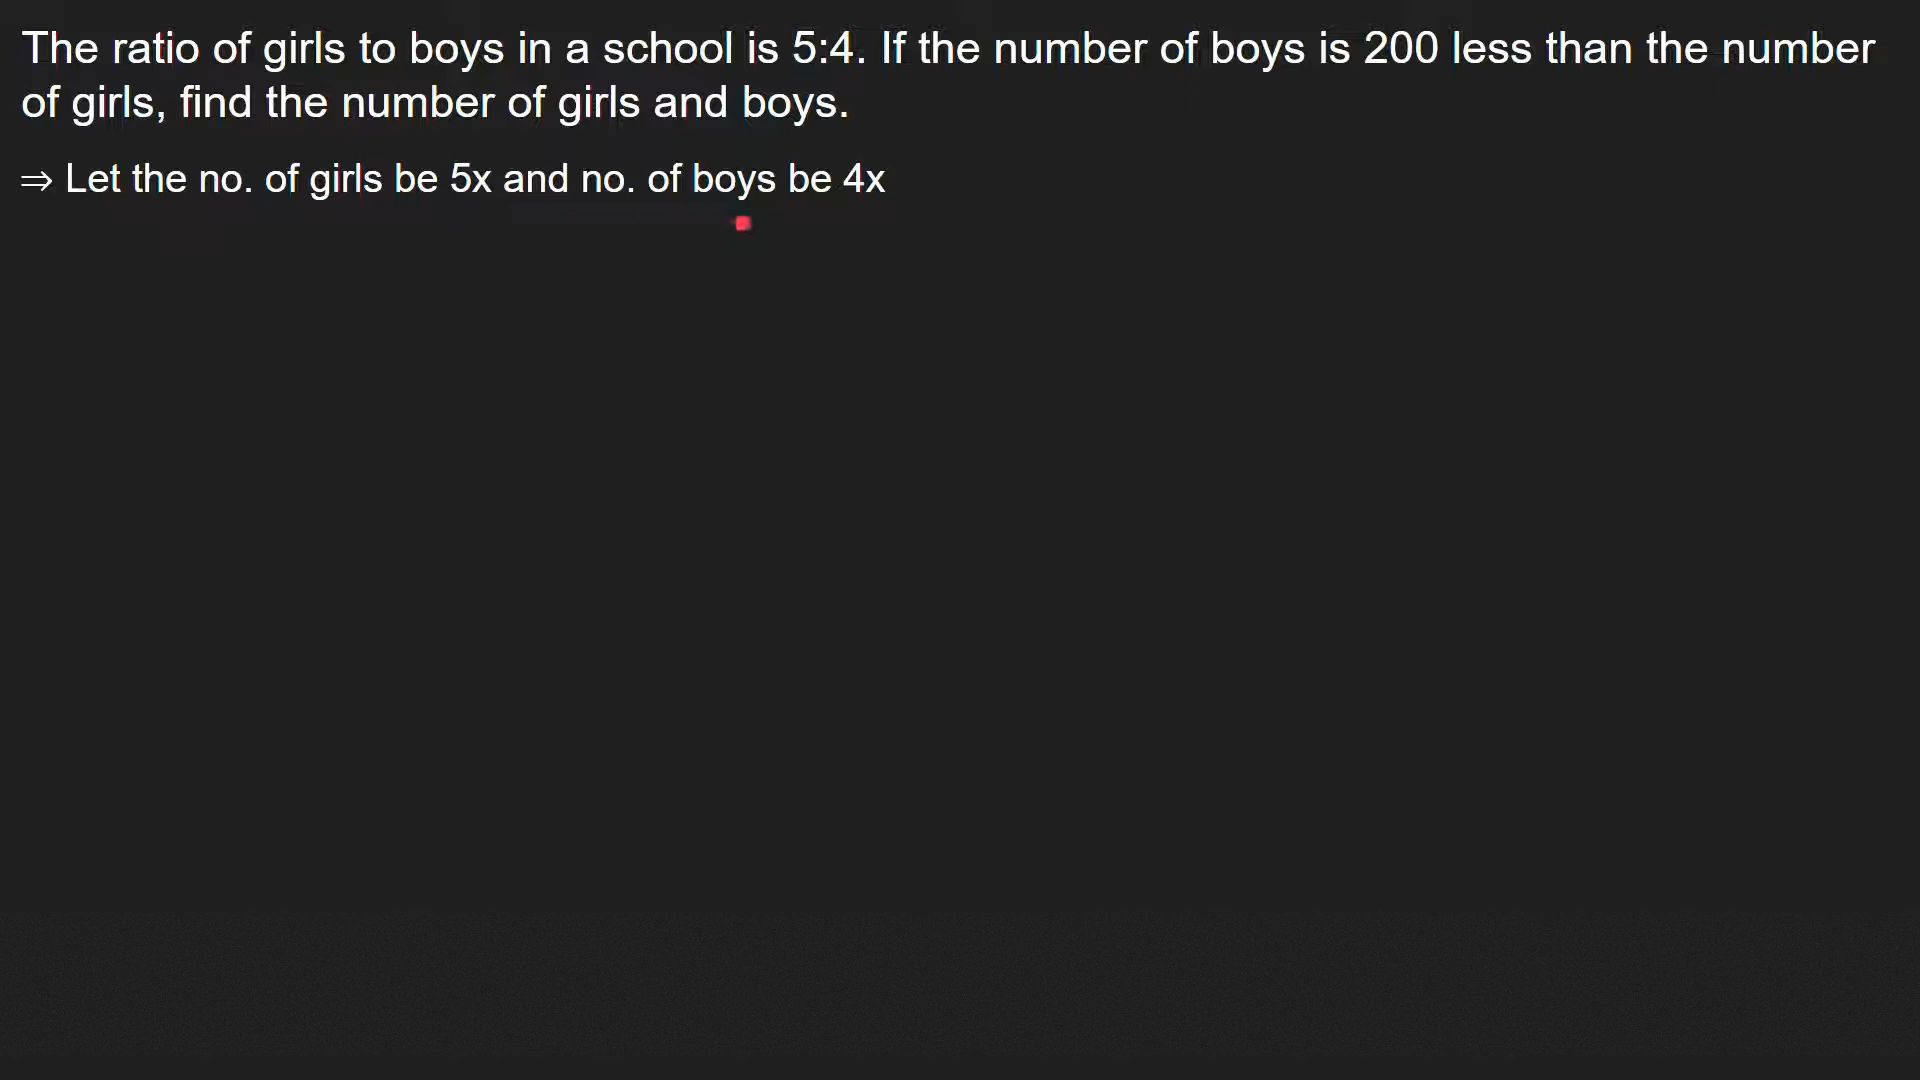 The ratio of girls to boys in a school is 5:4. If the number of boys is 200 less than the number
of girls, find the number of girls and boys.
⇒ Let the no. of girls be 5x and no. of boys be 4x